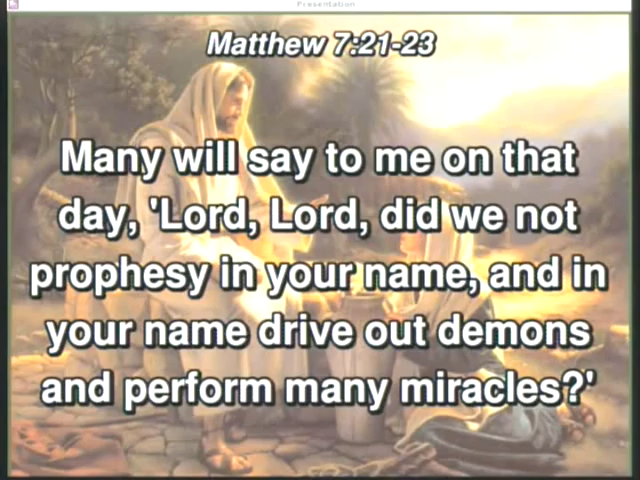 Presentation
Matthew 7:21-23
Many will say to me on that
day, 'Lord, Lord, did we not
prophesy in your name, and in
your name drive out demons
and perform many miracles?'